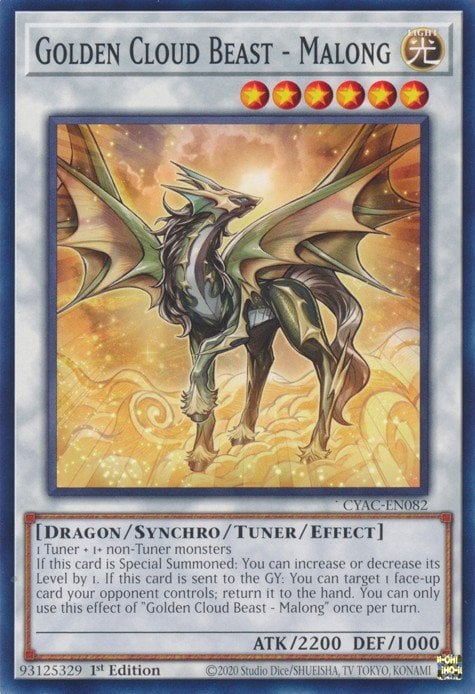 GOLDEN CLOUD BEAST - MALONG
LIGHT
光
CYAC-EN082
[DRAGON/SYNCHRO/TUNER/EFFECT]
1 Tuner + 1+ non-Tuner monsters
If this card is Special Summoned: You can increase or decrease its
Level by 1. If this card is sent to the GY: You can target 1 face-up
card your opponent controls; return it to the hand. You can only
use this effect of "Golden Cloud Beast - Malong" once per turn.
ATK/2200 DEF/1000
93125329 1st Edition ©2020 Studio Dice/SHUEISHA, TV TOKYO, KONAMI